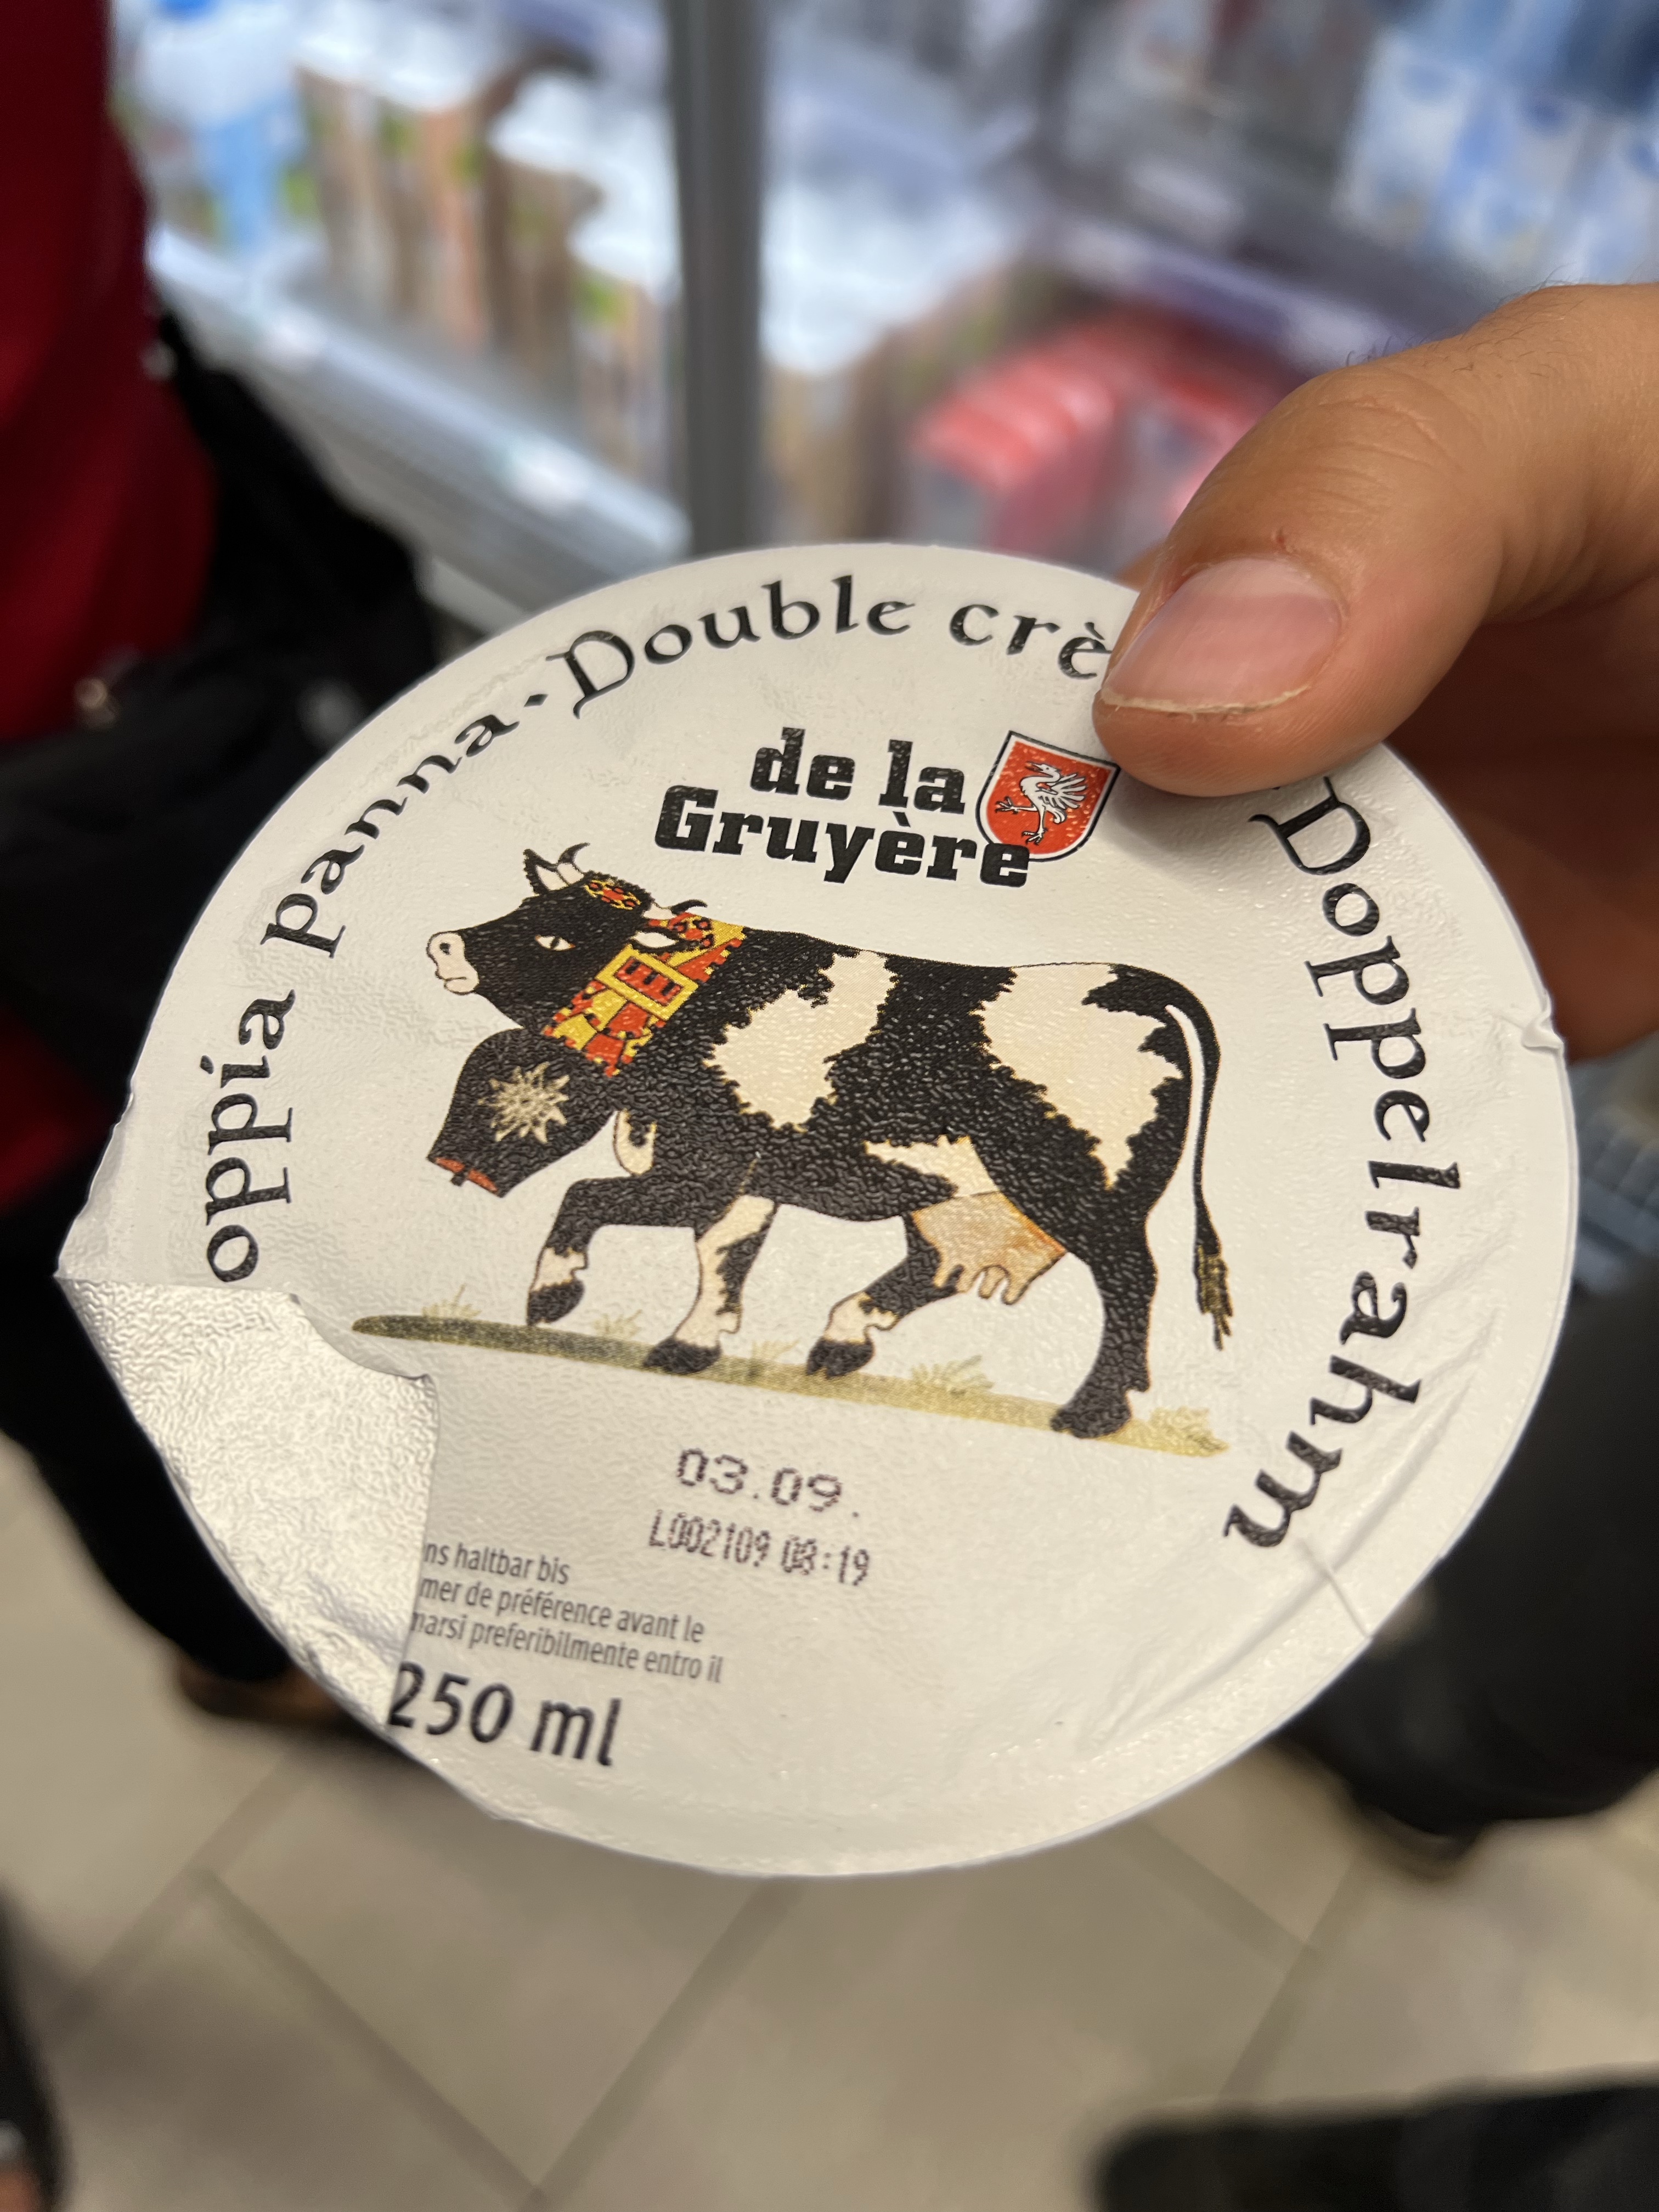 oppia panna · Double crè
Doppelrahm
de la
Gruyère
03.09.
L002109 08:19
ns haltbar bis
mer de préférence avant le
marsi preferibilmente entro il
250 ml